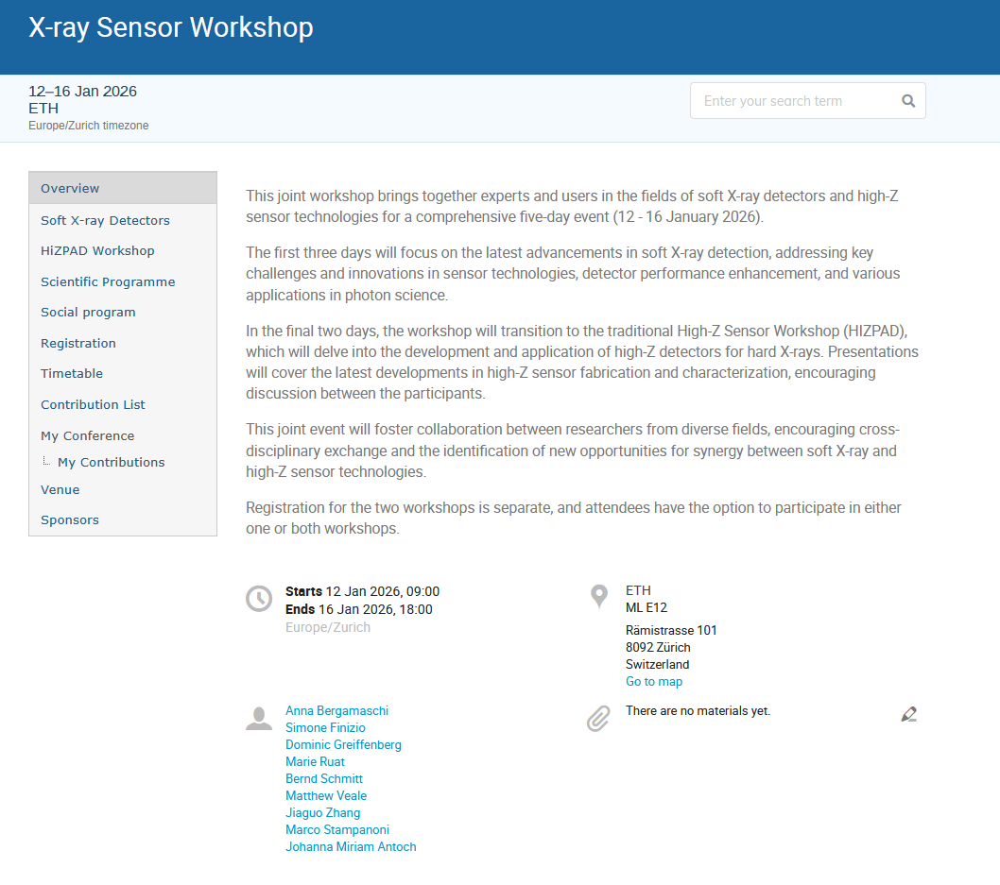 X-ray Sensor Workshop
12–16 Jan 2026
ETH
Europe/Zurich timezone
Enter your search term
Overview
Soft X-ray Detectors
HiZPAD Workshop
Scientific Programme
Social program
Registration
Timetable
Contribution List
My Conference
My Contributions
Venue
Sponsors
This joint workshop brings together experts and users in the fields of soft X-ray detectors and high-Z
sensor technologies for a comprehensive five-day event (12 - 16 January 2026).
The first three days will focus on the latest advancements in soft X-ray detection, addressing key
challenges and innovations in sensor technologies, detector performance enhancement, and various
applications in photon science.
In the final two days, the workshop will transition to the traditional High-Z Sensor Workshop (HIZPAD),
which will delve into the development and application of high-Z detectors for hard X-rays. Presentations
will cover the latest developments in high-Z sensor fabrication and characterization, encouraging
discussion between the participants.
This joint event will foster collaboration between researchers from diverse fields, encouraging cross-
disciplinary exchange and the identification of new opportunities for synergy between soft X-ray and
high-Z sensor technologies.
Registration for the two workshops is separate, and attendees have the option to participate in either
one or both workshops.
Starts 12 Jan 2026, 09:00
Ends 16 Jan 2026, 18:00
Europe/Zurich
ETH
ML E12
Rämistrasse 101
8092 Zürich
Switzerland
Go to map
Anna Bergamaschi
Simone Finizio
Dominic Greiffenberg
Marie Ruat
Bernd Schmitt
Matthew Veale
Jiaguo Zhang
Marco Stampanoni
Johanna Miriam Antoch
There are no materials yet.